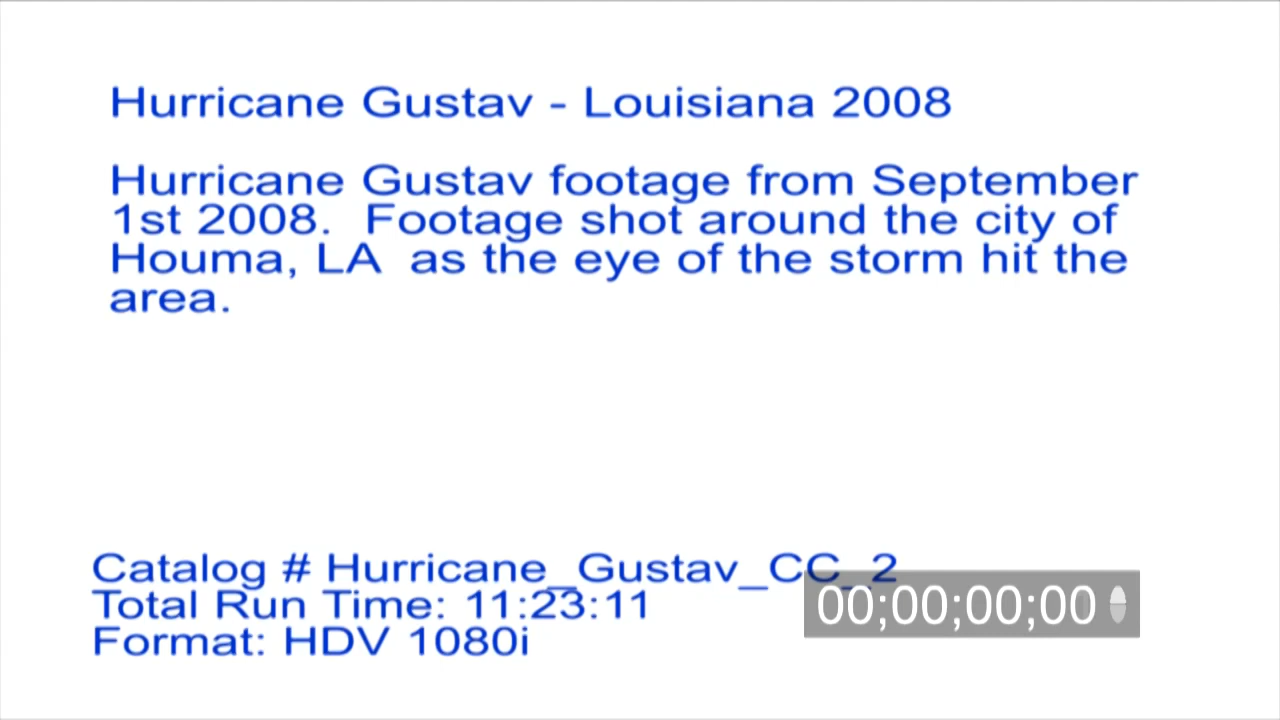 Hurricane Gustav - Louisiana 2008
Hurricane Gustav footage from September
1st 2008.  Footage shot around the city of
Houma, LA  as the eye of the storm hit the
area.
Catalog # Hurricane_Gustav_CC_2
Total Run Time: 11:23:11
00;00;00;00
Format: HDV 1080i